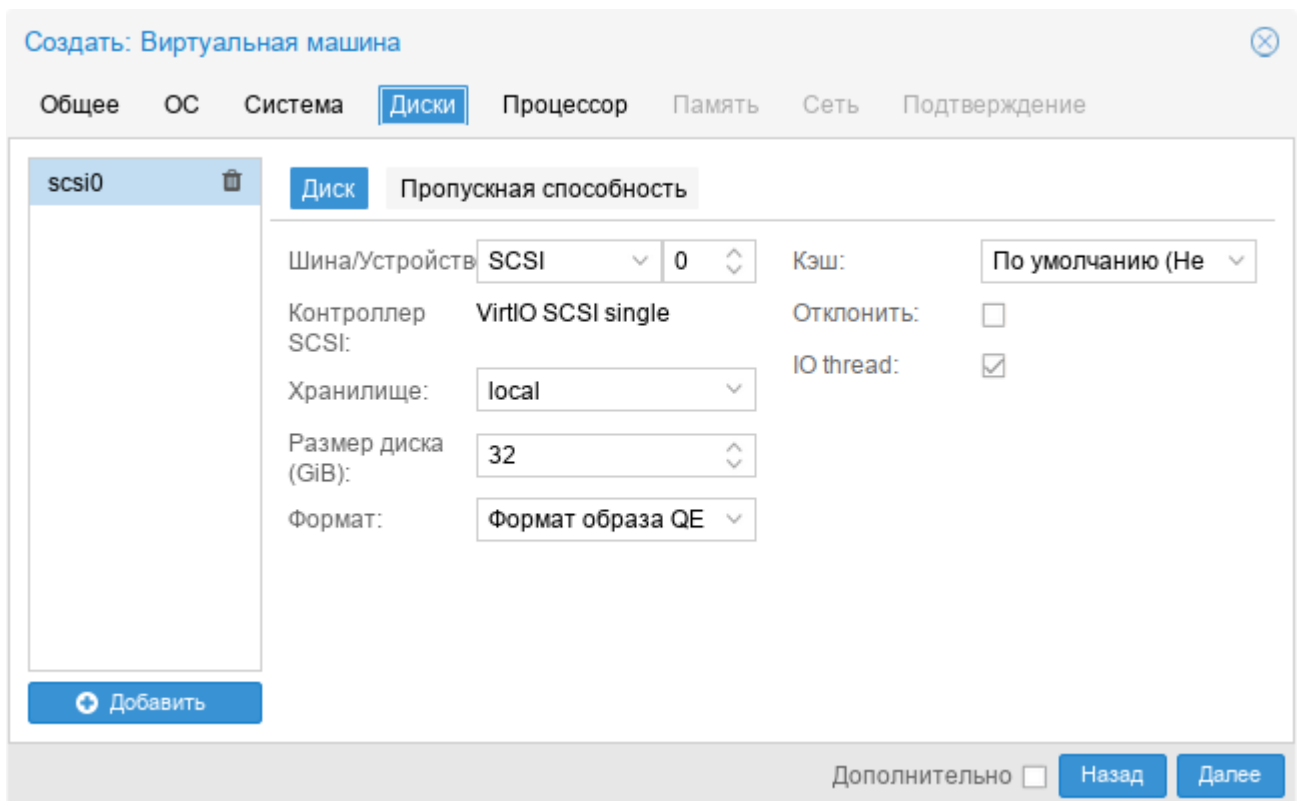 Создать: Виртуальная машина
Общее ОС Система Диски Процессор Память Сеть Подтверждение
scsi0
Диск Пропускная способность
Шина/Устройств SCSI 0 Кэш: По умолчанию (Не
Контроллер SCSI: VirtIO SCSI single Отклонить:
IO thread:
Хранилище: local
Размер диска (GiB): 32
Формат: Формат образа QE
Добавить
Дополнительно Назад Далее